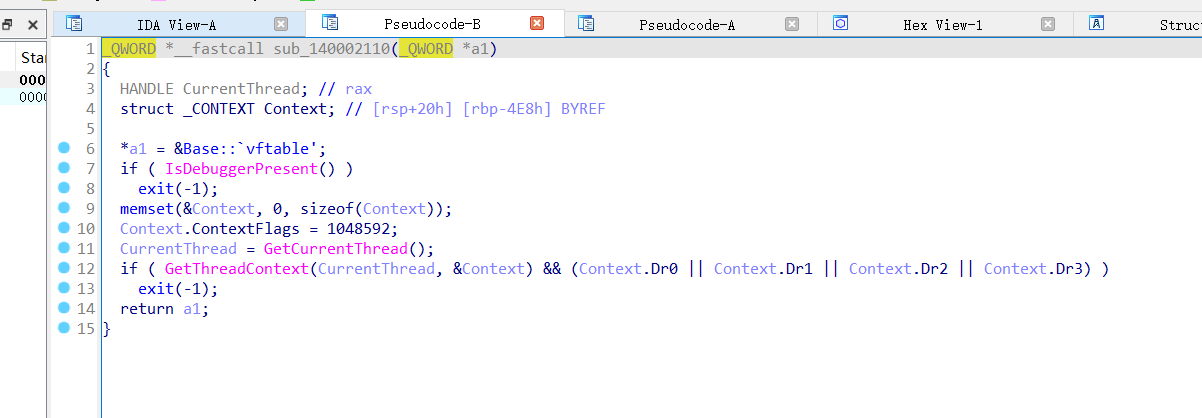 IDA View-A Pseudocode-B Pseudocode-A Hex View-1 Struc
Star
000
0000
1 _QWORD *__fastcall sub_140002110(_QWORD *a1)
2 {
3 HANDLE CurrentThread; // rax
4 struct _CONTEXT Context; // [rsp+20h] [rbp-4E8h] BYREF
5
6 *a1 = &Base::`vftable';
7 if ( IsDebuggerPresent() )
8 exit(-1);
9 memset(&Context, 0, sizeof(Context));
10 Context.ContextFlags = 1048592;
11 CurrentThread = GetCurrentThread();
12 if ( GetThreadContext(CurrentThread, &Context) && (Context.Dr0 || Context.Dr1 || Context.Dr2 || Context.Dr3) )
13 exit(-1);
14 return a1;
15 }